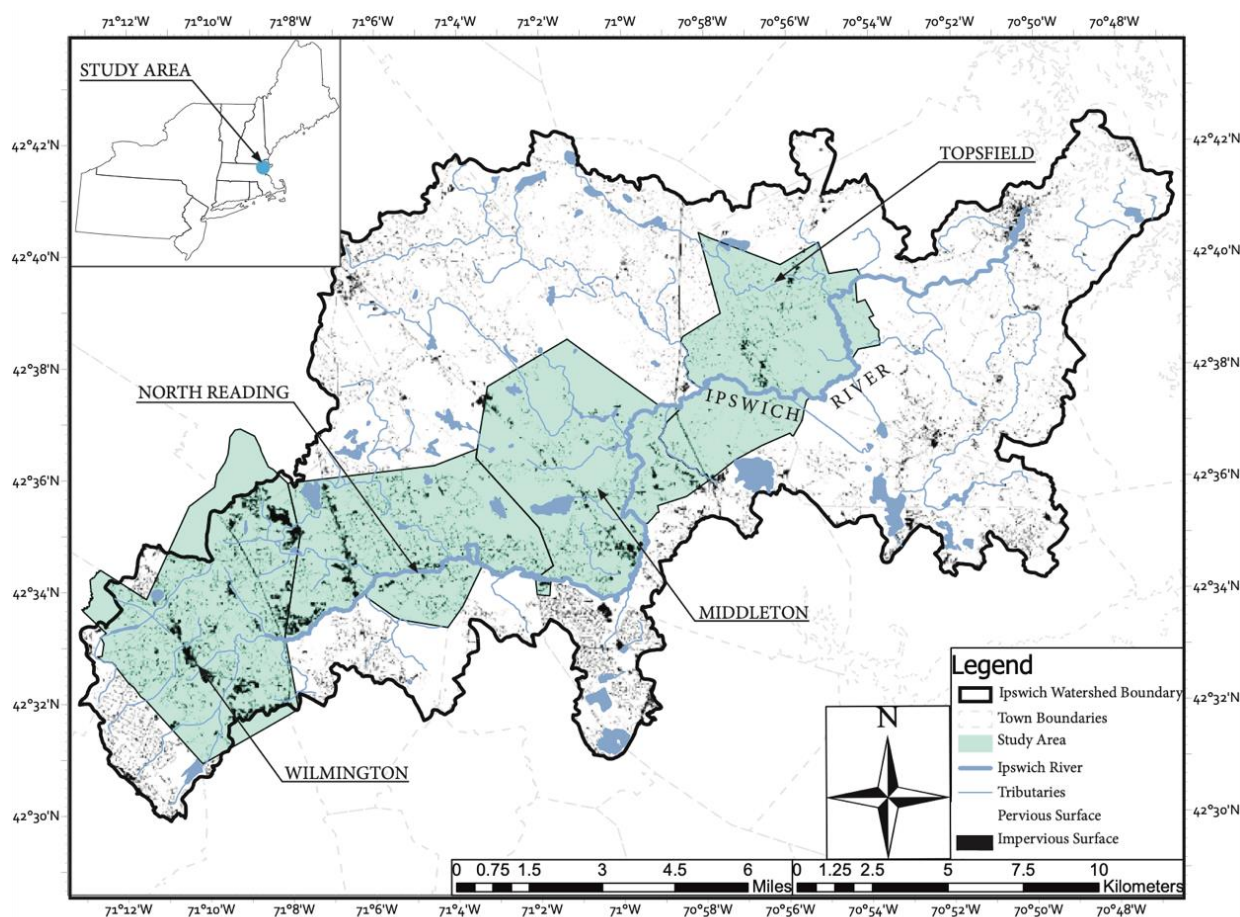 71°12'W 71°10'W 71°8'W 71°6'W 71°4'W 71°2'W 71°0'W 70°58'W 70°56'W 70°54'W 70°52'W 70°50'W 70°48'W
STUDY AREA
42°42'N 42°42'N
TOPSFIELD
42°40'N 42°40'N
42°38'N 42°38'N
NORTH READING
IPSWICH RIVER
42°36'N 42°36'N
42°34'N 42°34'N
MIDDLETON
Legend
Ipswich Watershed Boundary
42°32'N 42°32'N
N
Town Boundaries
Study Area
WILMINGTON
Ipswich River
Tributaries
42°30'N 42°30'N
Pervious Surface
Impervious Surface
0 0.75 1.5 3 4.5 6
Miles
0 1.25 2.5 5 7.5 10
Kilometers
71°12'W 71°10'W 71°8'W 71°6'W 71°4'W 71°2'W 71°0'W 70°58'W 70°56'W 70°54'W 70°52'W 70°50'W 70°48'W